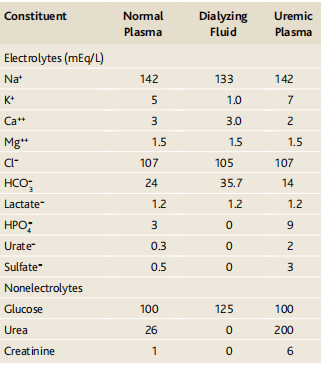 Constituent Normal Plasma Dialyzing Fluid Uremic Plasma
Electrolytes (mEq/L)
Na⁺ 142 133 142
K⁺ 5 1.0 7
Ca⁺⁺ 3 3.0 2
Mg⁺⁺ 1.5 1.5 1.5
Cl⁻ 107 105 107
HCO₃⁻ 24 35.7 14
Lactate⁻ 1.2 1.2 1.2
HPO₄⁼ 3 0 9
Urate⁻ 0.3 0 2
Sulfate⁼ 0.5 0 3
Nonelectrolytes
Glucose 100 125 100
Urea 26 0 200
Creatinine 1 0 6